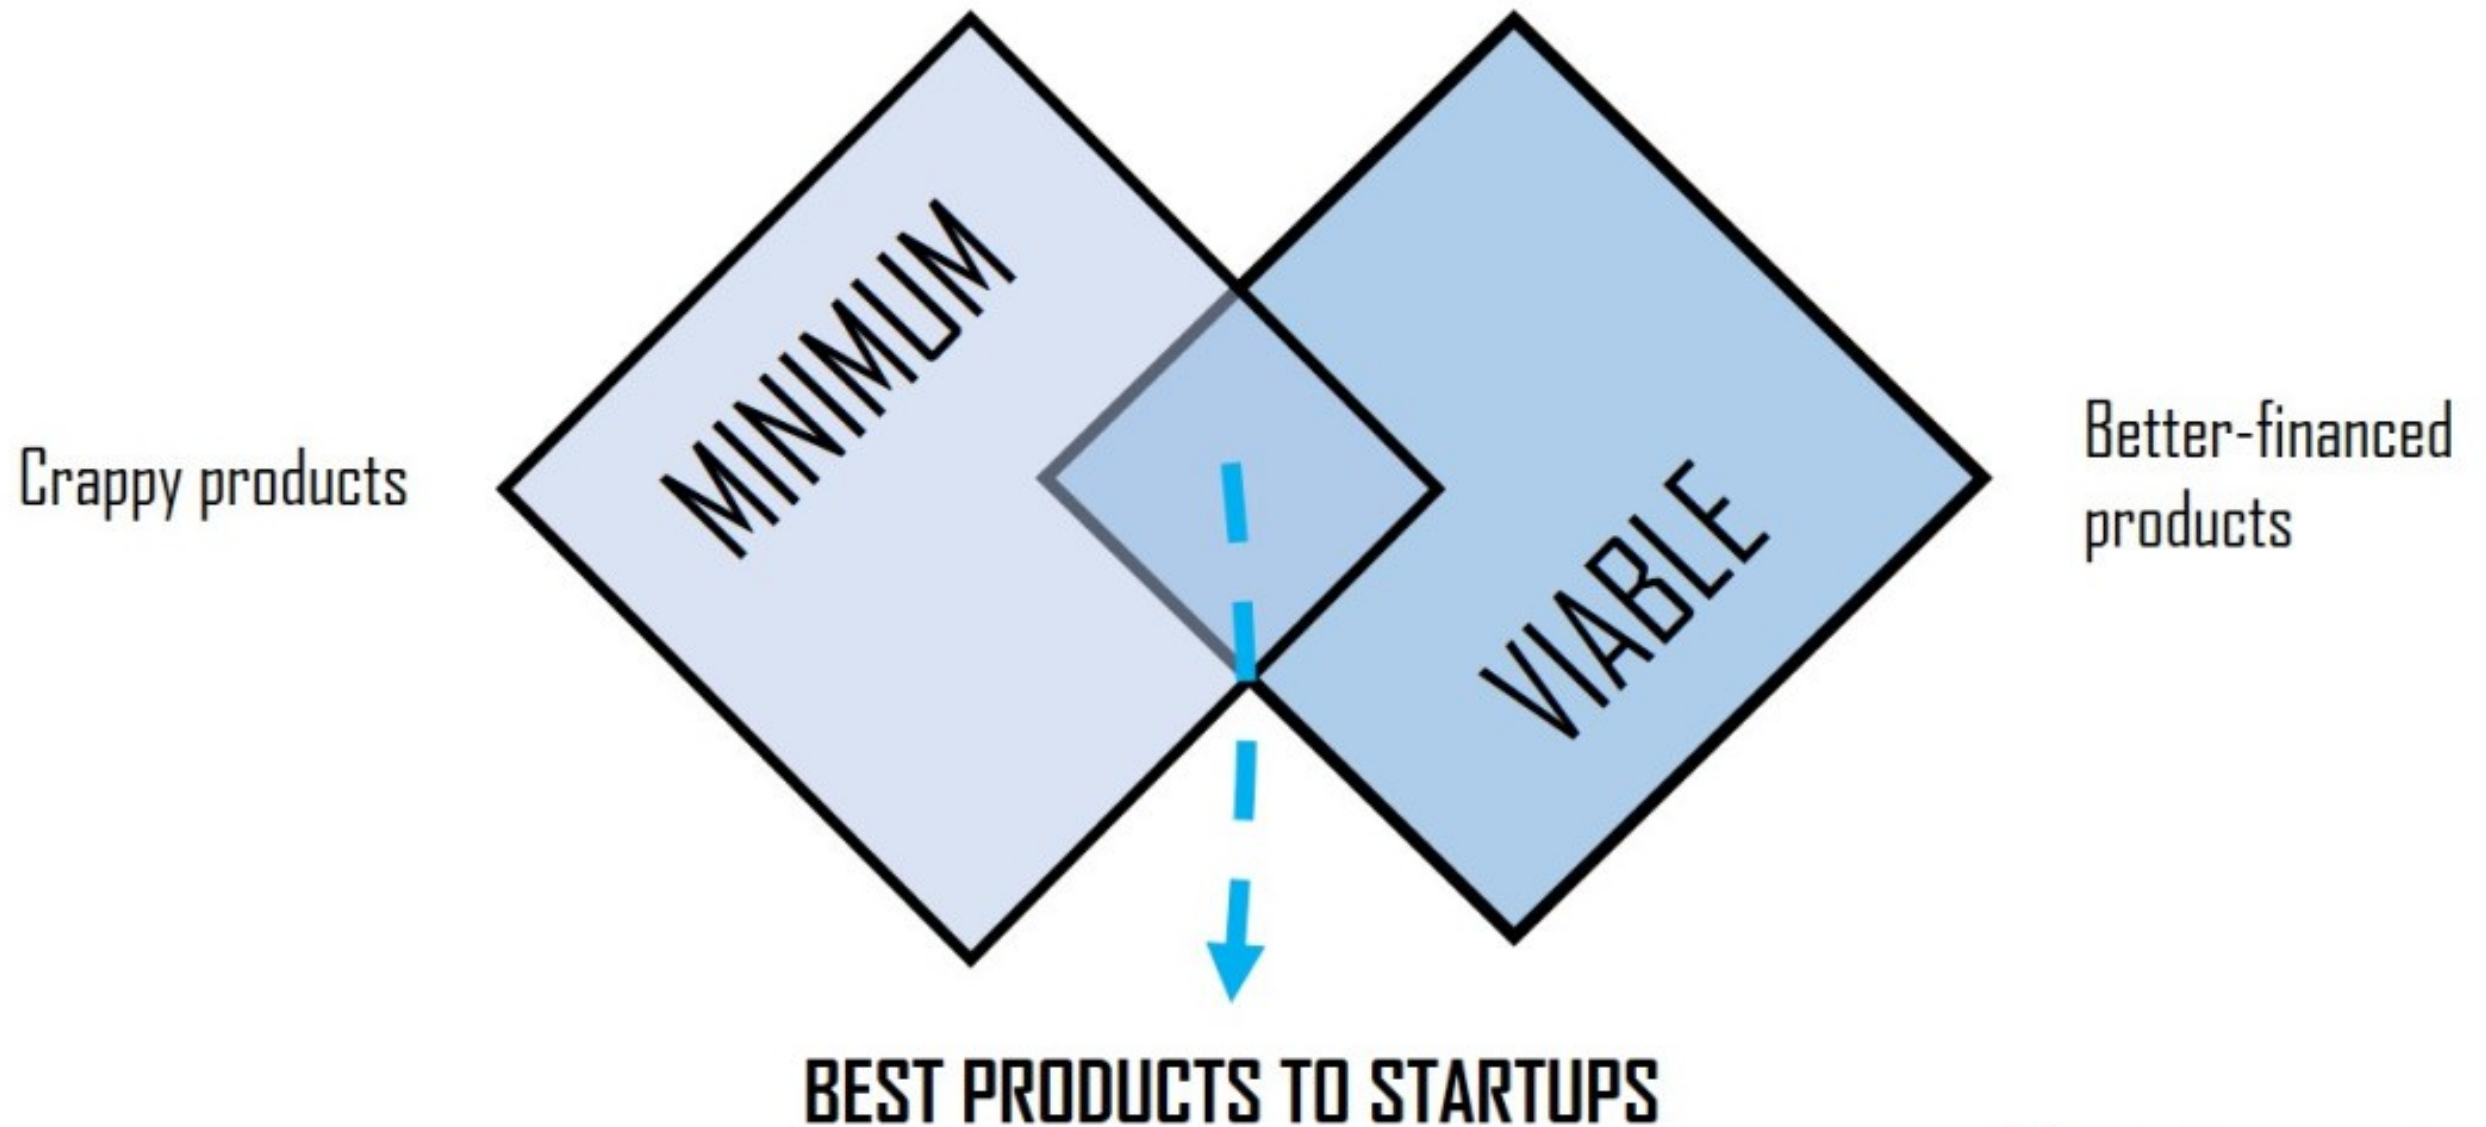 MINIMUM
Crappy products
Better-financed
products
VIABLE
BEST PRODUCTS TO STARTUPS